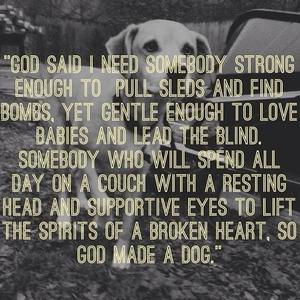 "GOD SAID I NEED SOMEBODY STRONG
ENOUGH TO PULL SLEDS AND FIND
BOMBS, YET GENTLE ENOUGH TO LOVE
BABIES AND LEAD THE BLIND.
SOMEBODY WHO WILL SPEND ALL
DAY ON A COUCH WITH A RESTING
HEAD AND SUPPORTIVE EYES TO LIFT
THE SPIRITS OF A BROKEN HEART, SO
GOD MADE A DOG."